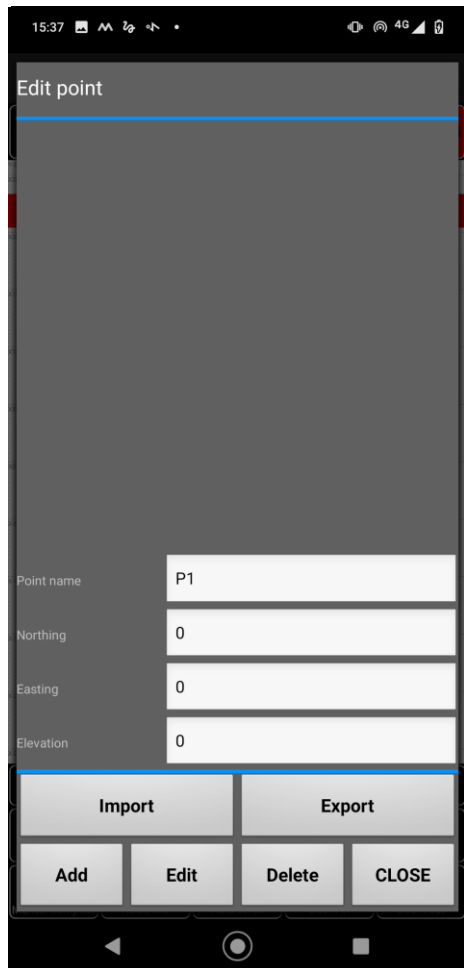 15:37 4G
Edit point
Point name P1
Northing 0
Easting 0
Elevation 0
Import Export
Add Edit Delete CLOSE